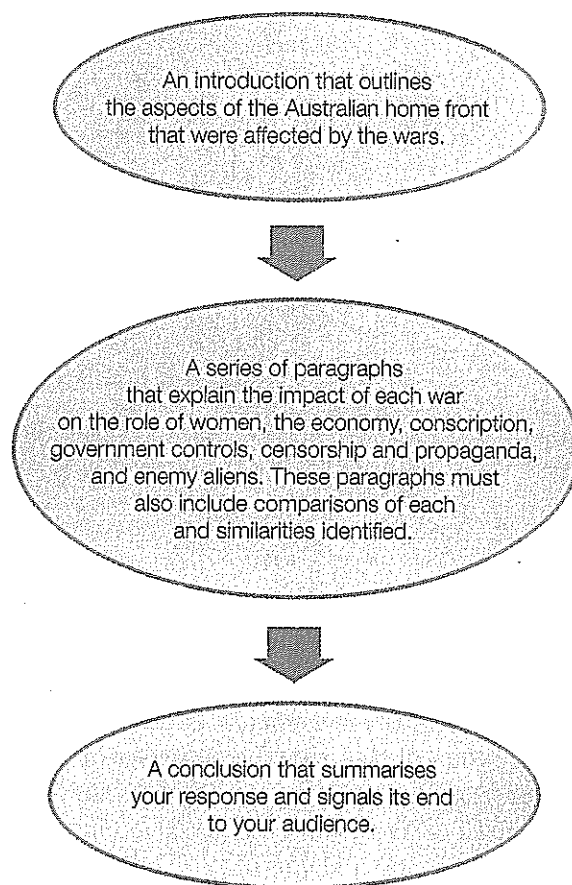 An introduction that outlines
the aspects of the Australian home front
that were affected by the wars.
A series of paragraphs
that explain the impact of each war
on the role of women, the economy, conscription,
government controls, censorship and propaganda,
and enemy aliens. These paragraphs must
also include comparisons of each
and similarities identified.
A conclusion that summarises
your response and signals its end
to your audience.